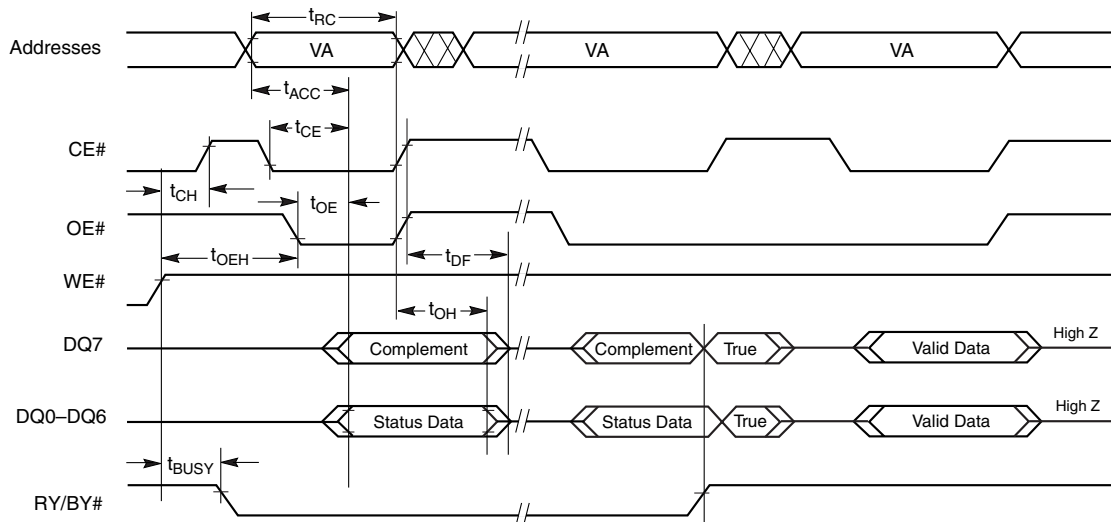 tRC
Addresses VA VA VA
tACC
tCE
CE#
tCH
tOE
OE#
tOEH
tDF
WE#
tOH
DQ7 Complement Complement True Valid Data High Z
DQ0–DQ6 Status Data Status Data True Valid Data High Z
tBUSY
RY/BY#